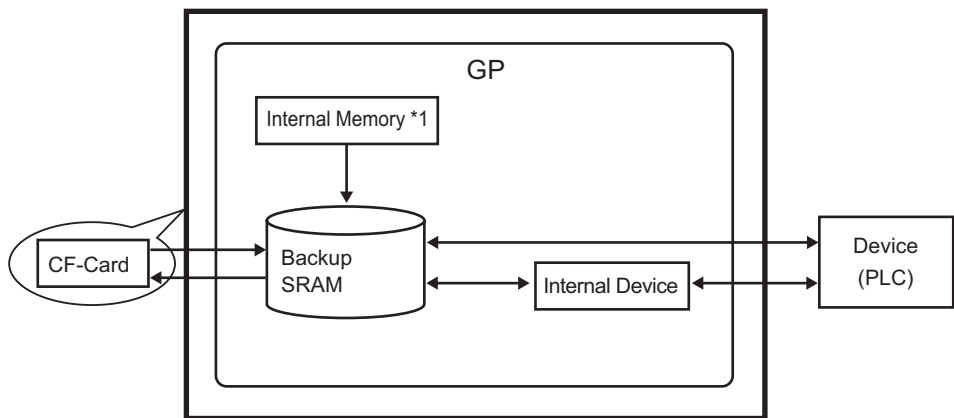 GP
Internal Memory *1
CF-Card
Backup
SRAM
Internal Device
Device
(PLC)